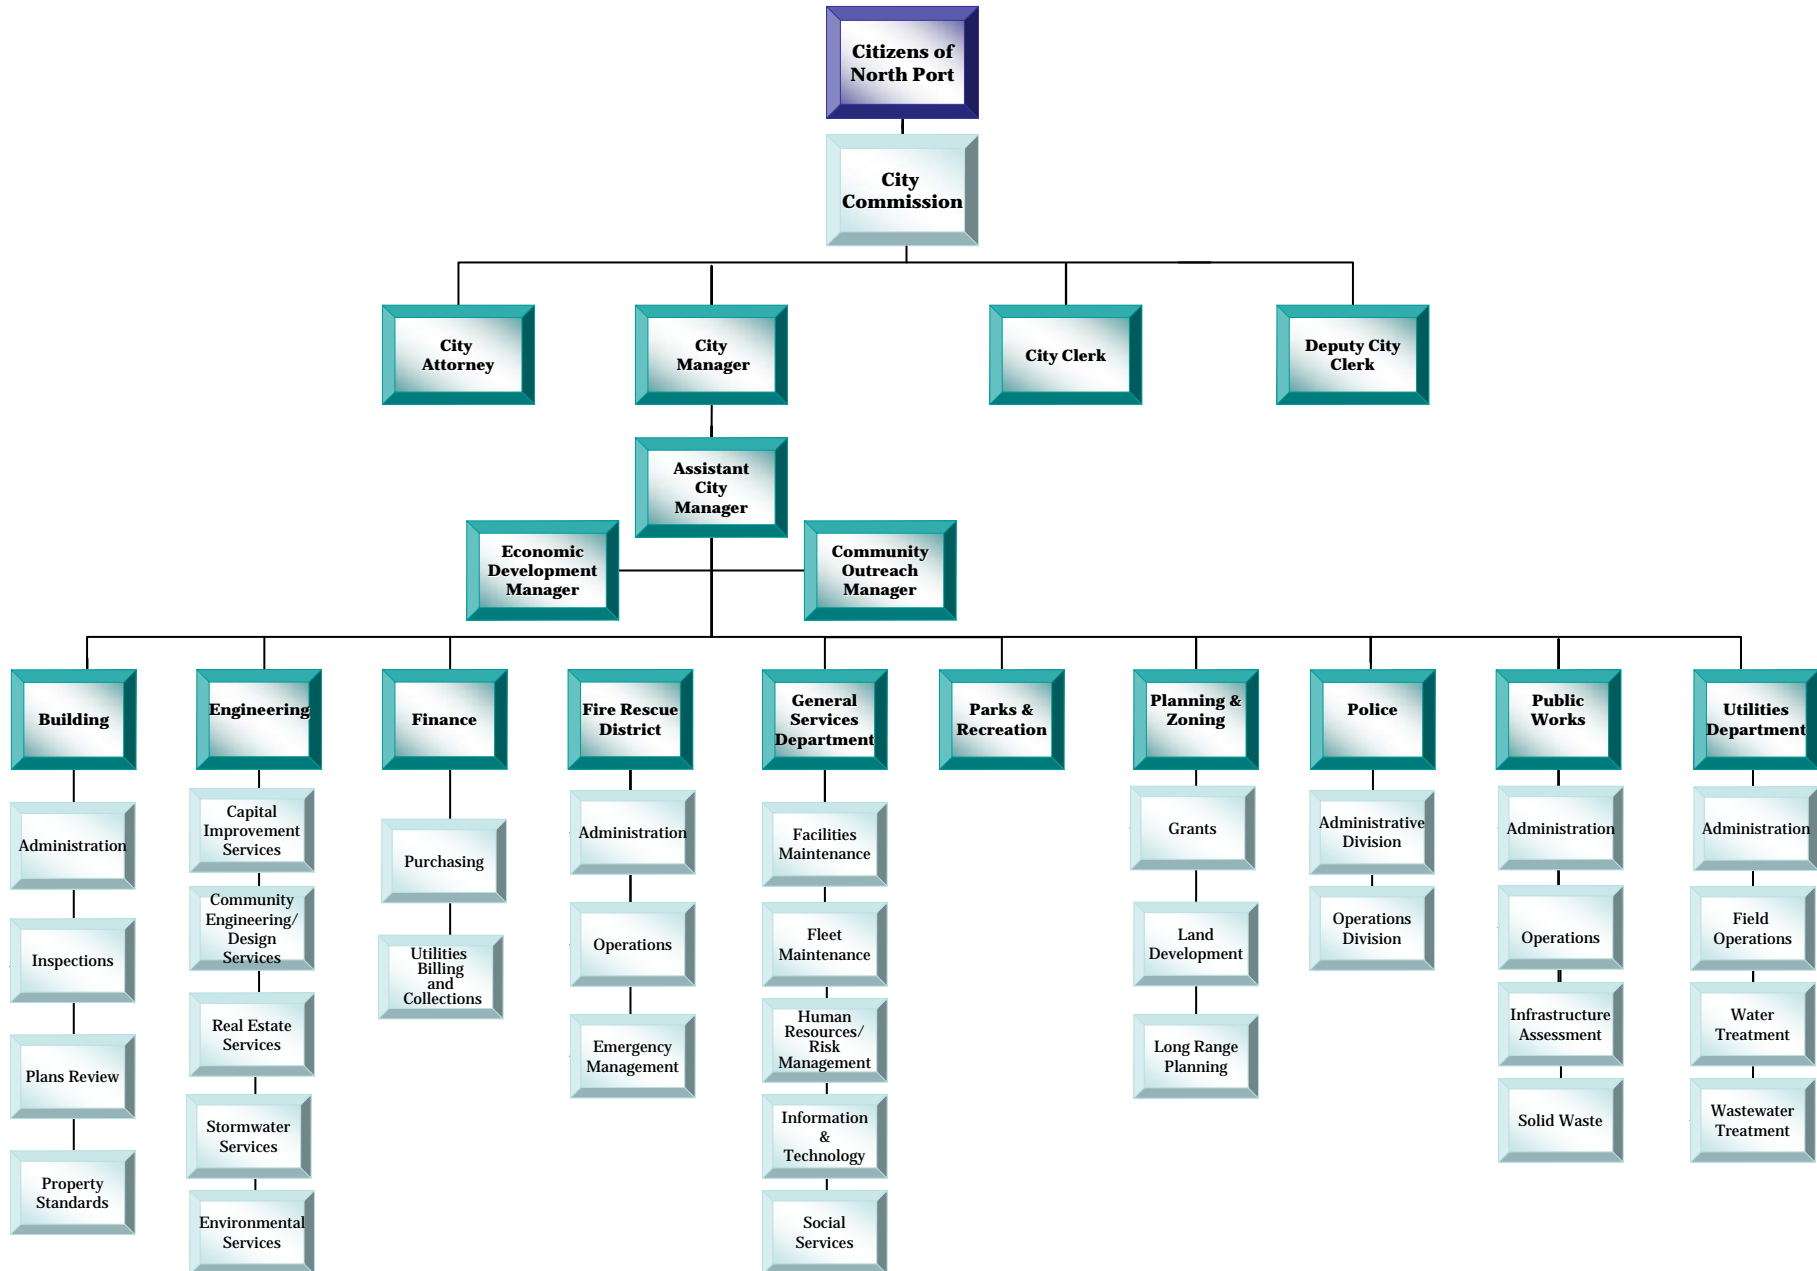 Citizens of
North Port
City
Commission
City
Attorney
City
Manager
City Clerk
Deputy City
Clerk
Assistant
City
Manager
Economic
Development
Manager
Community
Outreach
Manager
Building
Engineering
Finance
Fire Rescue
District
General
Services
Department
Parks &
Recreation
Planning &
Zoning
Police
Public
Works
Utilities
Department
Administration
Inspections
Plans Review
Property
Standards
Capital
Improvement
Services
Community
Engineering/
Design
Services
Real Estate
Services
Stormwater
Services
Environmental
Services
Purchasing
Utilities
Billing
and
Collections
Administration
Operations
Emergency
Management
Facilities
Maintenance
Fleet
Maintenance
Human
Resources/
Risk
Management
Information
&
Technology
Social
Services
Grants
Land
Development
Long Range
Planning
Administrative
Division
Operations
Division
Administration
Operations
Infrastructure
Assessment
Solid Waste
Administration
Field
Operations
Water
Treatment
Wastewater
Treatment